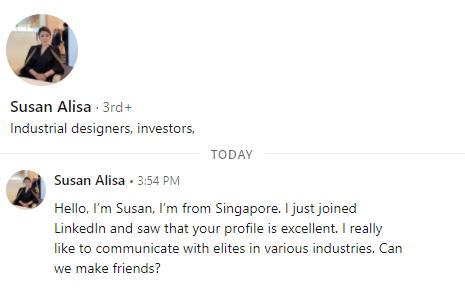 Susan Alisa · 3rd+
Industrial designers, investors,
TODAY
Susan Alisa • 3:54 PM
Hello, I'm Susan, I'm from Singapore. I just joined
LinkedIn and saw that your profile is excellent. I really
like to communicate with elites in various industries. Can
we make friends?